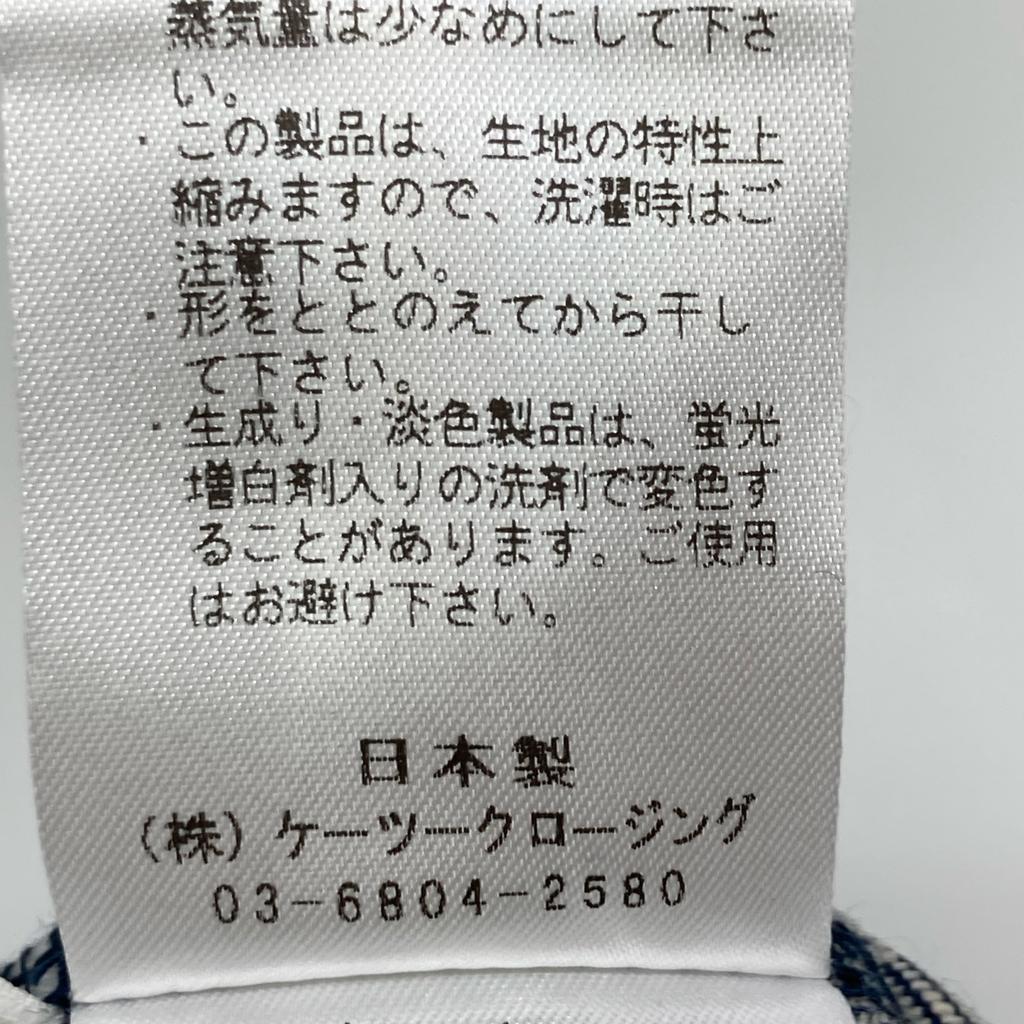 蒸気量は少なめにして下さ
い。
・この製品は、生地の特性上
縮みますので、洗濯時はご
注意下さい。
・形をととのえてから干し
て下さい。
・生成り・淡色製品は、蛍光
増白剤入りの洗剤で変色す
ることがあります。ご使用
はお避け下さい。
日本製
(株)ケーツークロージング
03-6804-2580